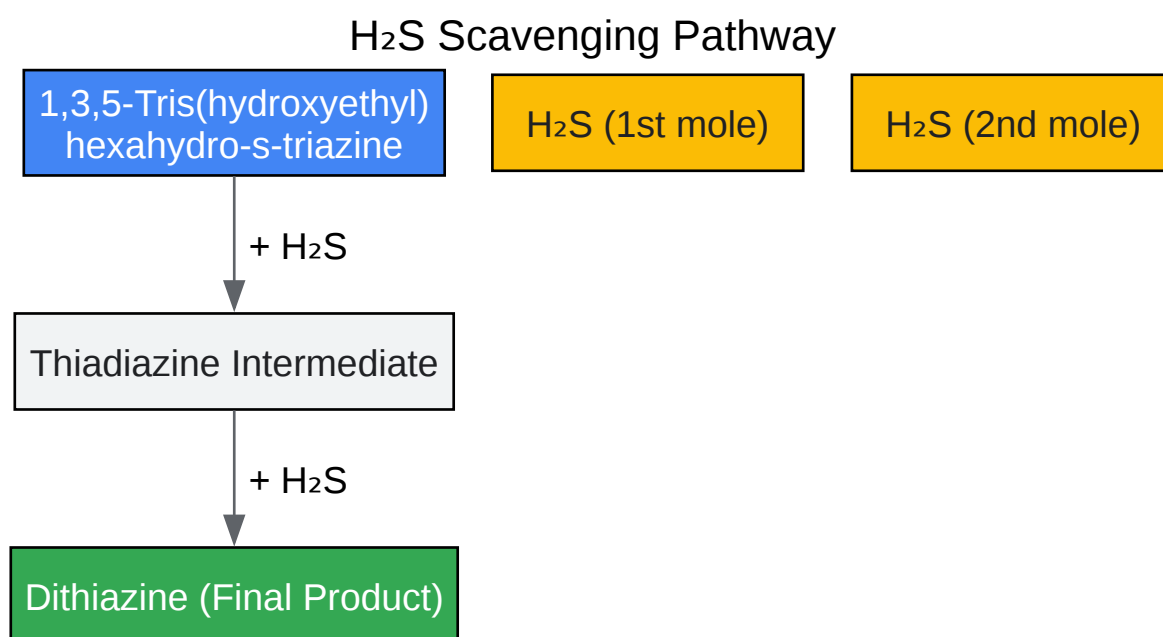 H₂S Scavenging Pathway
1,3,5-Tris(hydroxyethyl)
hexahydro-s-triazine
H₂S (1st mole)
H₂S (2nd mole)
+ H₂S
Thiadiazine Intermediate
+ H₂S
Dithiazine (Final Product)